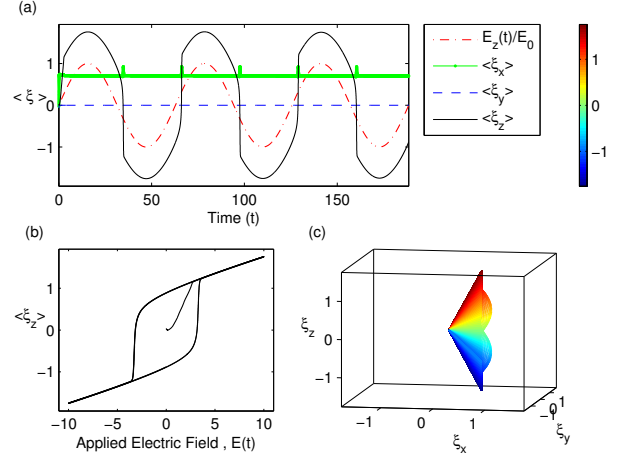 (a)
1
0
−1
< ξ >
0
50
100
150
Time (t)
E_z(t)/E_0
<ξ_x>
<ξ_y>
<ξ_z>
1
0
−1
(b)
1
0
−1
<ξ_z>
−10
−5
0
5
10
Applied Electric Field , E(t)
(c)
1
0
−1
ξ_z
−1
0
1
ξ_x
−1
0
1
ξ_y